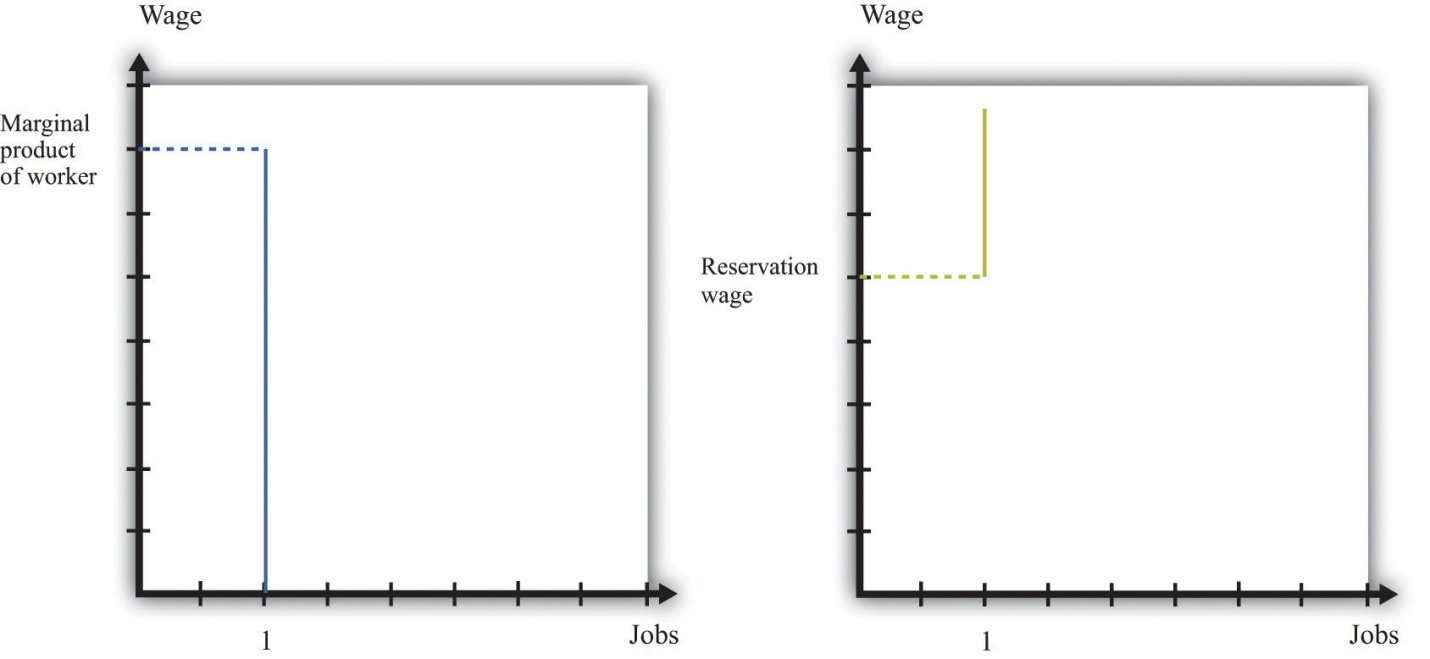 Wage
Marginal
product
of worker
1
Jobs
Wage
Reservation
wage
1
Jobs